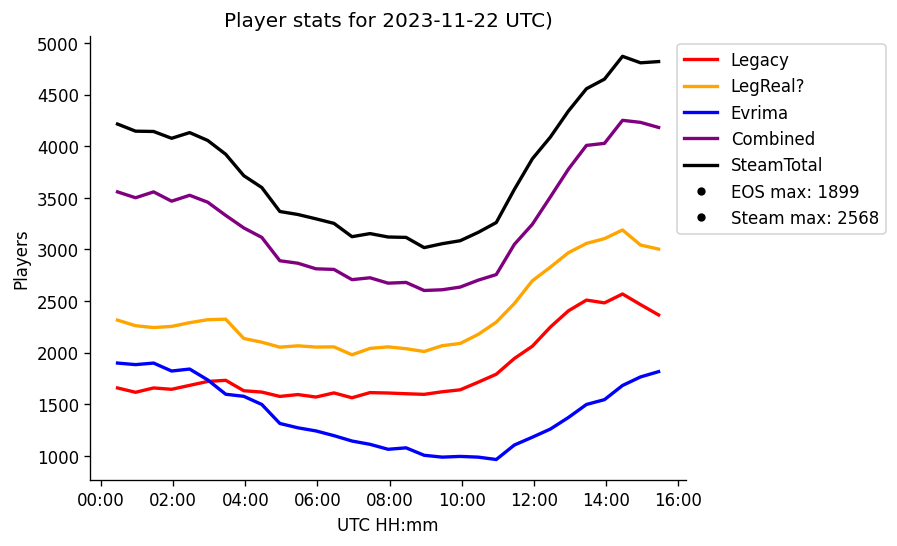 Player stats for 2023-11-22 UTC)
5000
4500
4000
3500
3000
2500
2000
1500
1000
Players
00:00 02:00 04:00 06:00 08:00 10:00 12:00 14:00 16:00
UTC HH:mm
Legacy
LegReal?
Evrima
Combined
SteamTotal
EOS max: 1899
Steam max: 2568